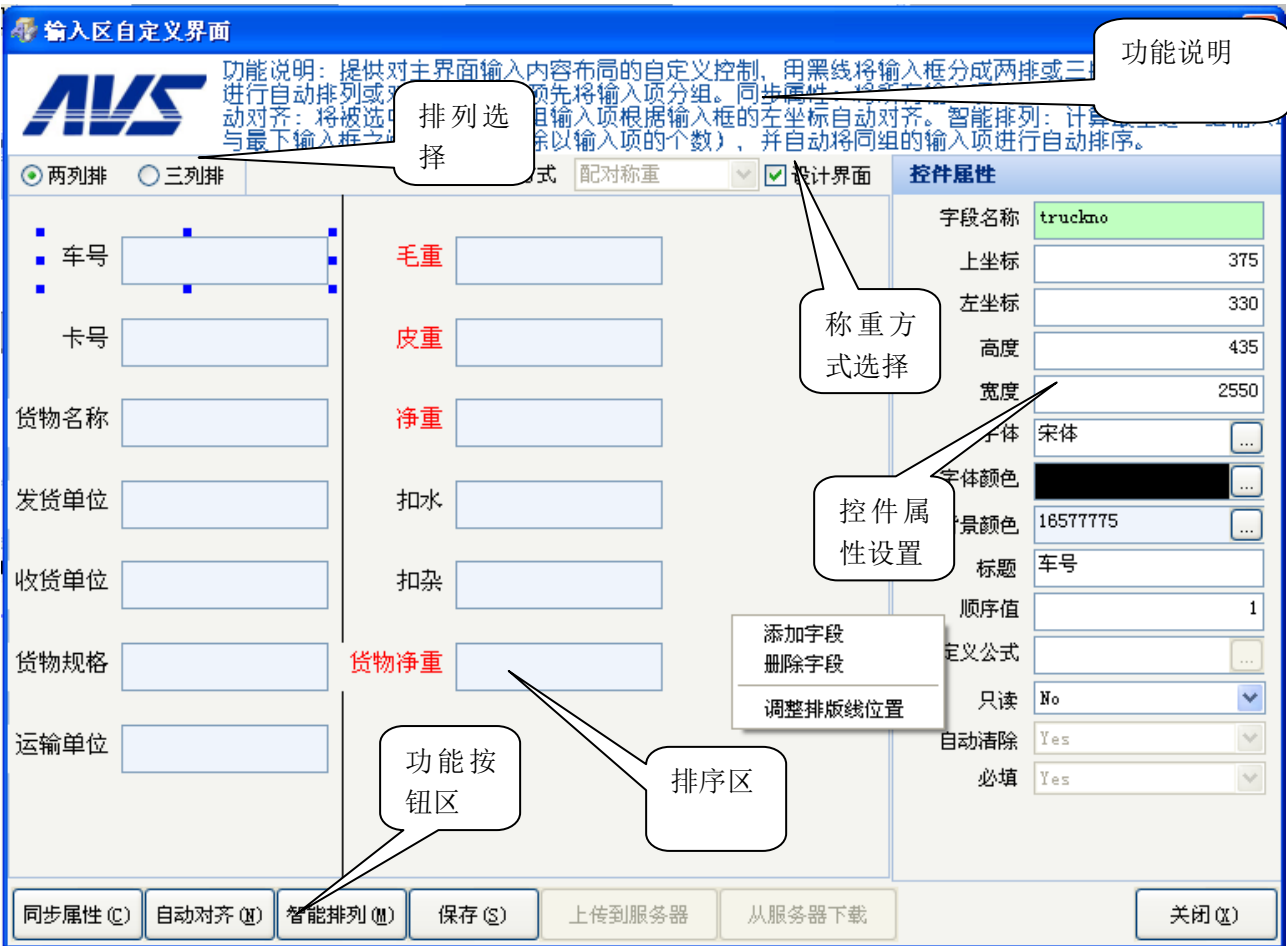 输入区自定义界面
功能说明
AVS
功能说明：提供对主界面输入内容布局的自定义控制，用黑线将输入框分成两排或三
进行自动排列或
先将输入项分组。同步属性：将所有输
动对齐：将被选
组输入项根据输入框的左坐标自动对齐。智能排列：计算
与最下输入框之
除以输入项的个数），并自动将同组的输入项进行自动排序。
排列选
择
两列排
三列排
式
配对称重
设计界面
控件属性
字段名称
truckno
车号
毛重
上坐标
375
左坐标
330
称重方
式选择
卡号
皮重
高度
435
宽度
2550
货物名称
净重
字体
宋体
...
字体颜色
...
发货单位
扣水
控件属
性设置
背景颜色
16577775
...
标题
车号
收货单位
扣杂
顺序值
1
添加字段
删除字段
调整排版线位置
定义公式
...
货物规格
货物净重
只读
No
运输单位
自动清除
Yes
必填
Yes
功能按
钮区
排序区
同步属性(C)
自动对齐(N)
智能排列(M)
保存(S)
上传到服务器
从服务器下载
关闭(X)